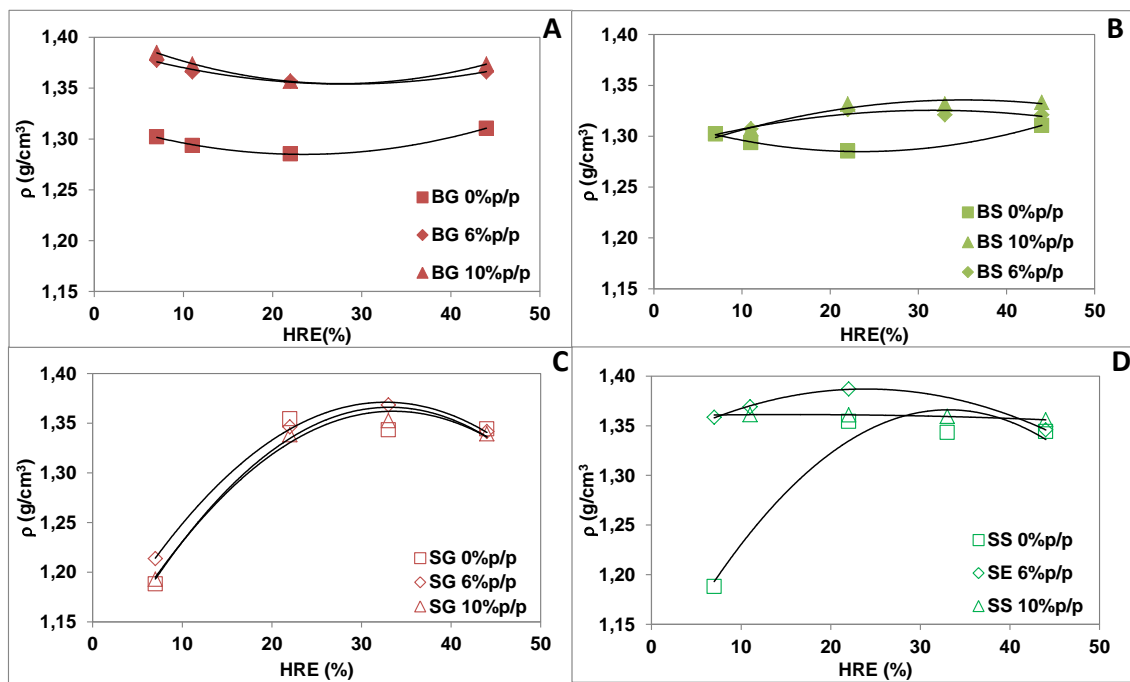 A
1,40
1,35
1,30
1,25
1,20
1,15
ρ (g/cm³)
BG 0%p/p
BG 6%p/p
BG 10%p/p
0 10 20 30 40 50
HRE(%)
B
1,40
1,35
1,30
1,25
1,20
1,15
ρ (g/cm³)
BS 0%p/p
BS 10%p/p
BS 6%p/p
0 10 20 30 40 50
HRE(%)
C
1,40
1,35
1,30
1,25
1,20
1,15
ρ (g/cm³)
SG 0%p/p
SG 6%p/p
SG 10%p/p
0 10 20 30 40 50
HRE (%)
D
1,40
1,35
1,30
1,25
1,20
1,15
ρ (g/cm³)
SS 0%p/p
SE 6%p/p
SS 10%p/p
0 10 20 30 40 50
HRE (%)